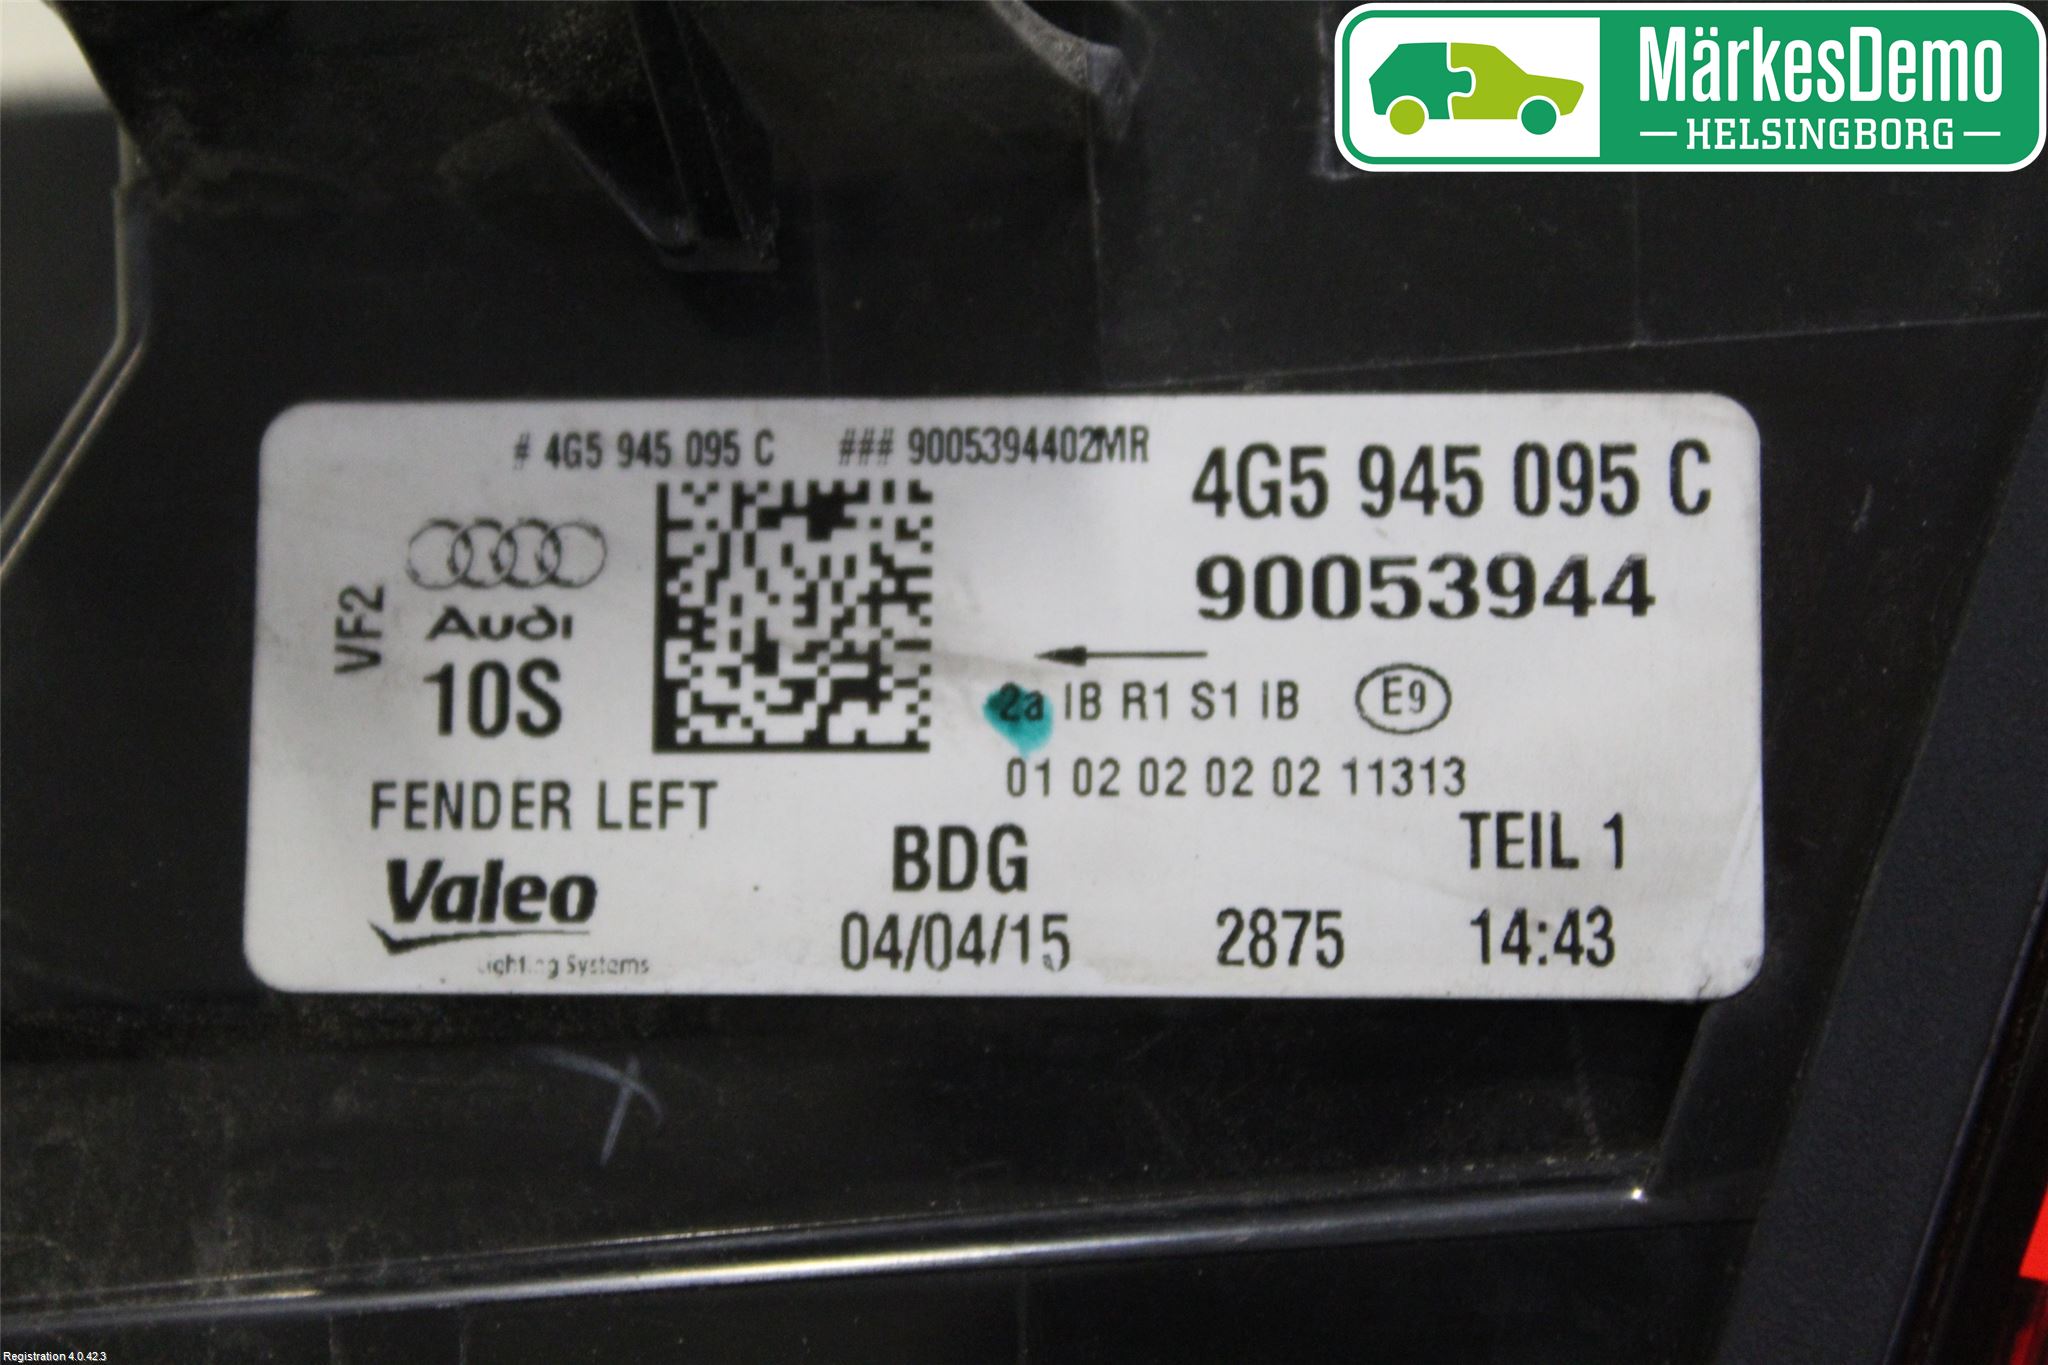 MärkesDemo
HELSINGBORG
# 4G5 945 095 C ### 9005394402MR
4G5 945 095 C
90053944
VF2
Audi
10S
2a IB R1 S1 IB E9
01 02 02 02 02 11313
FENDER LEFT
BDG
TEIL 1
Valeo
Lighting Systems
04/04/15 2875 14:43
Registration 4.0.42.3